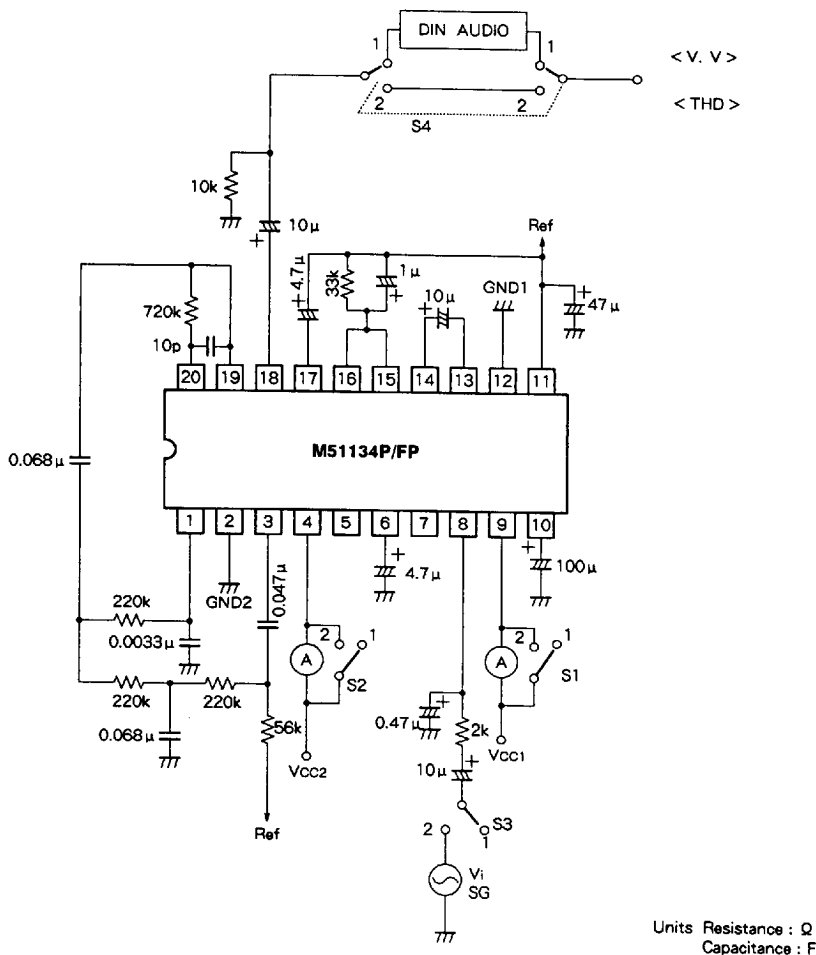 DIN AUDIO
1
1
< V. V >
2
2
< THD >
S4
10k
10μ
+
Ref
4.7μ
+
33k
1μ
+
10μ
+
GND1
+
47μ
720k
10p
20
19
18
17
16
15
14
13
12
11
M51134P/FP
0.068μ
1
2
3
4
5
6
7
8
9
10
+
4.7μ
+
100μ
GND2
0.047μ
220k
0.0033μ
2
1
A
S2
2
1
A
S1
220k
220k
0.068μ
56k
VCC2
0.47μ
+
2k
VCC1
10μ
+
Ref
S3
2
1
Vi
SG
Units Resistance : Ω
Capacitance : F